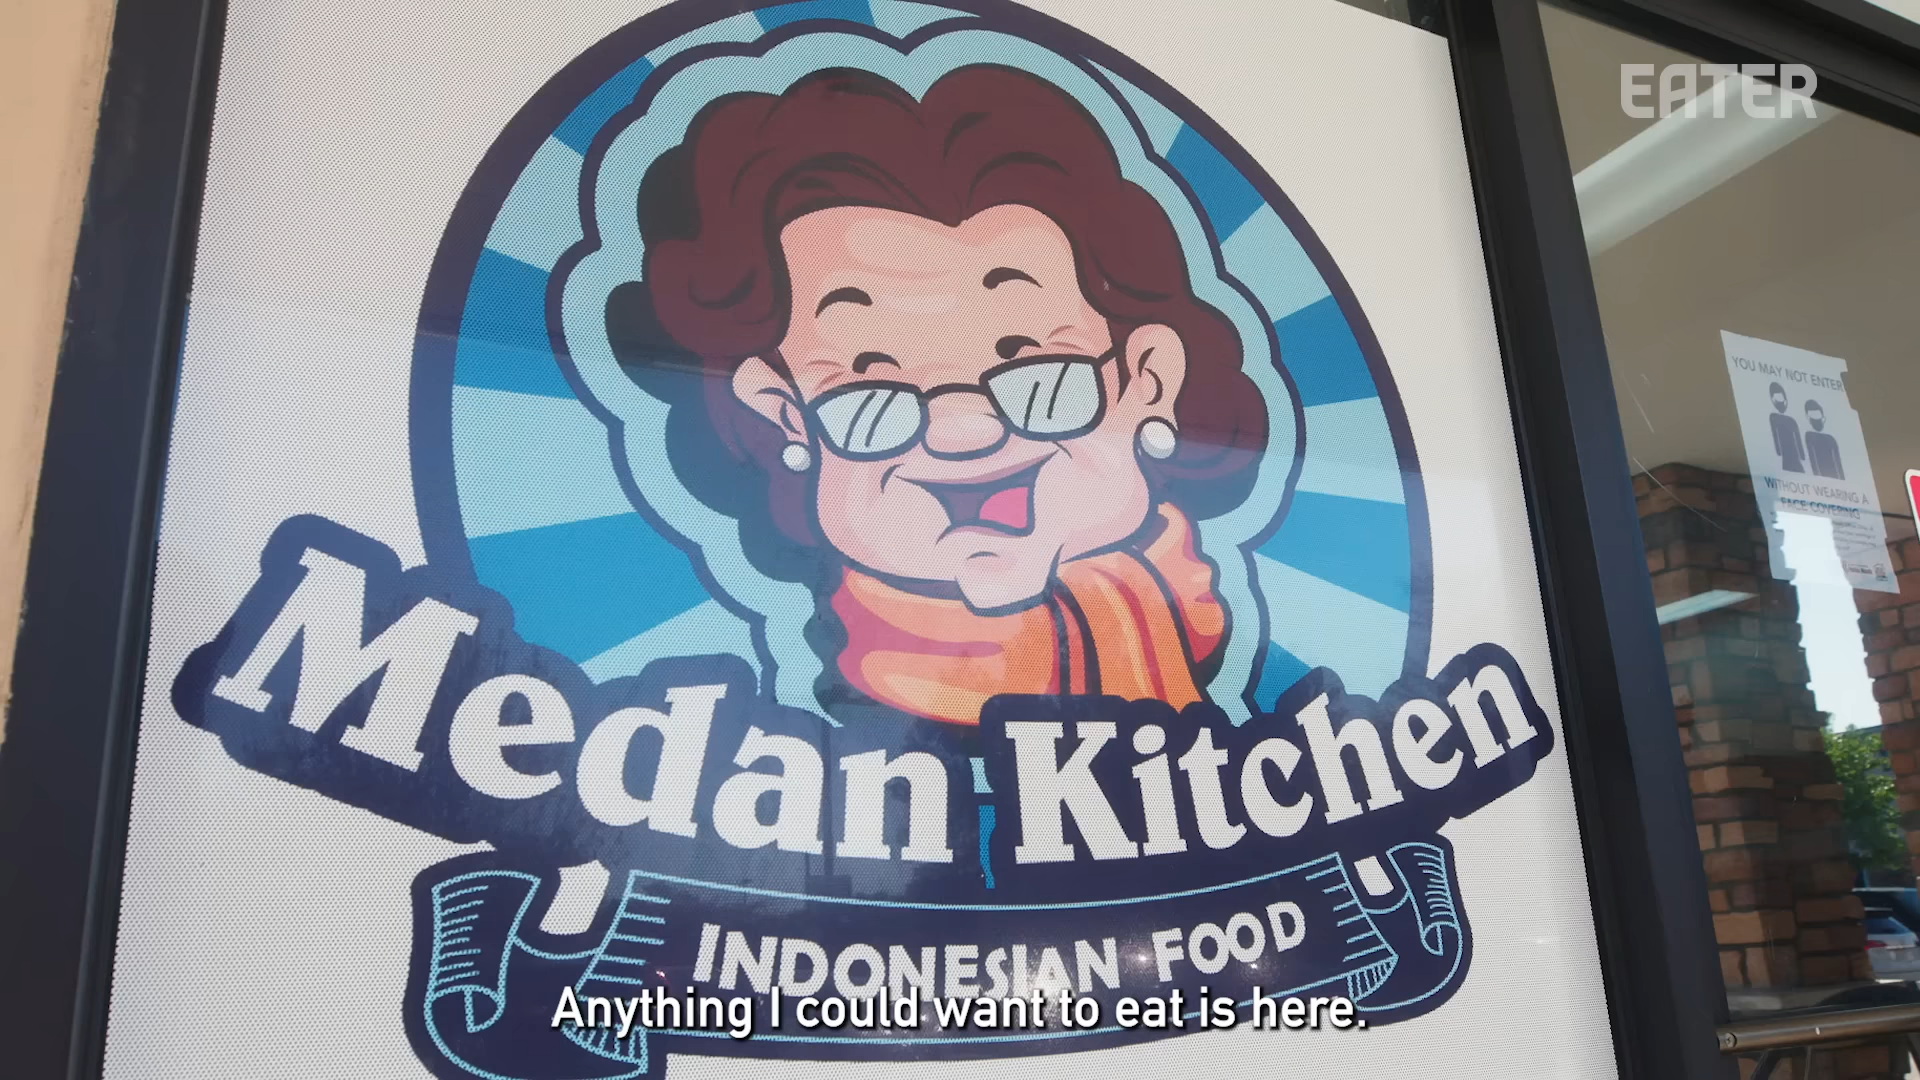 EATER
YOU MAY NOT ENTER
WITHOUT WEARING A
FACE COVERING
Medan Kitchen
INDONESIAN FOOD
Anything I could want to eat is here.